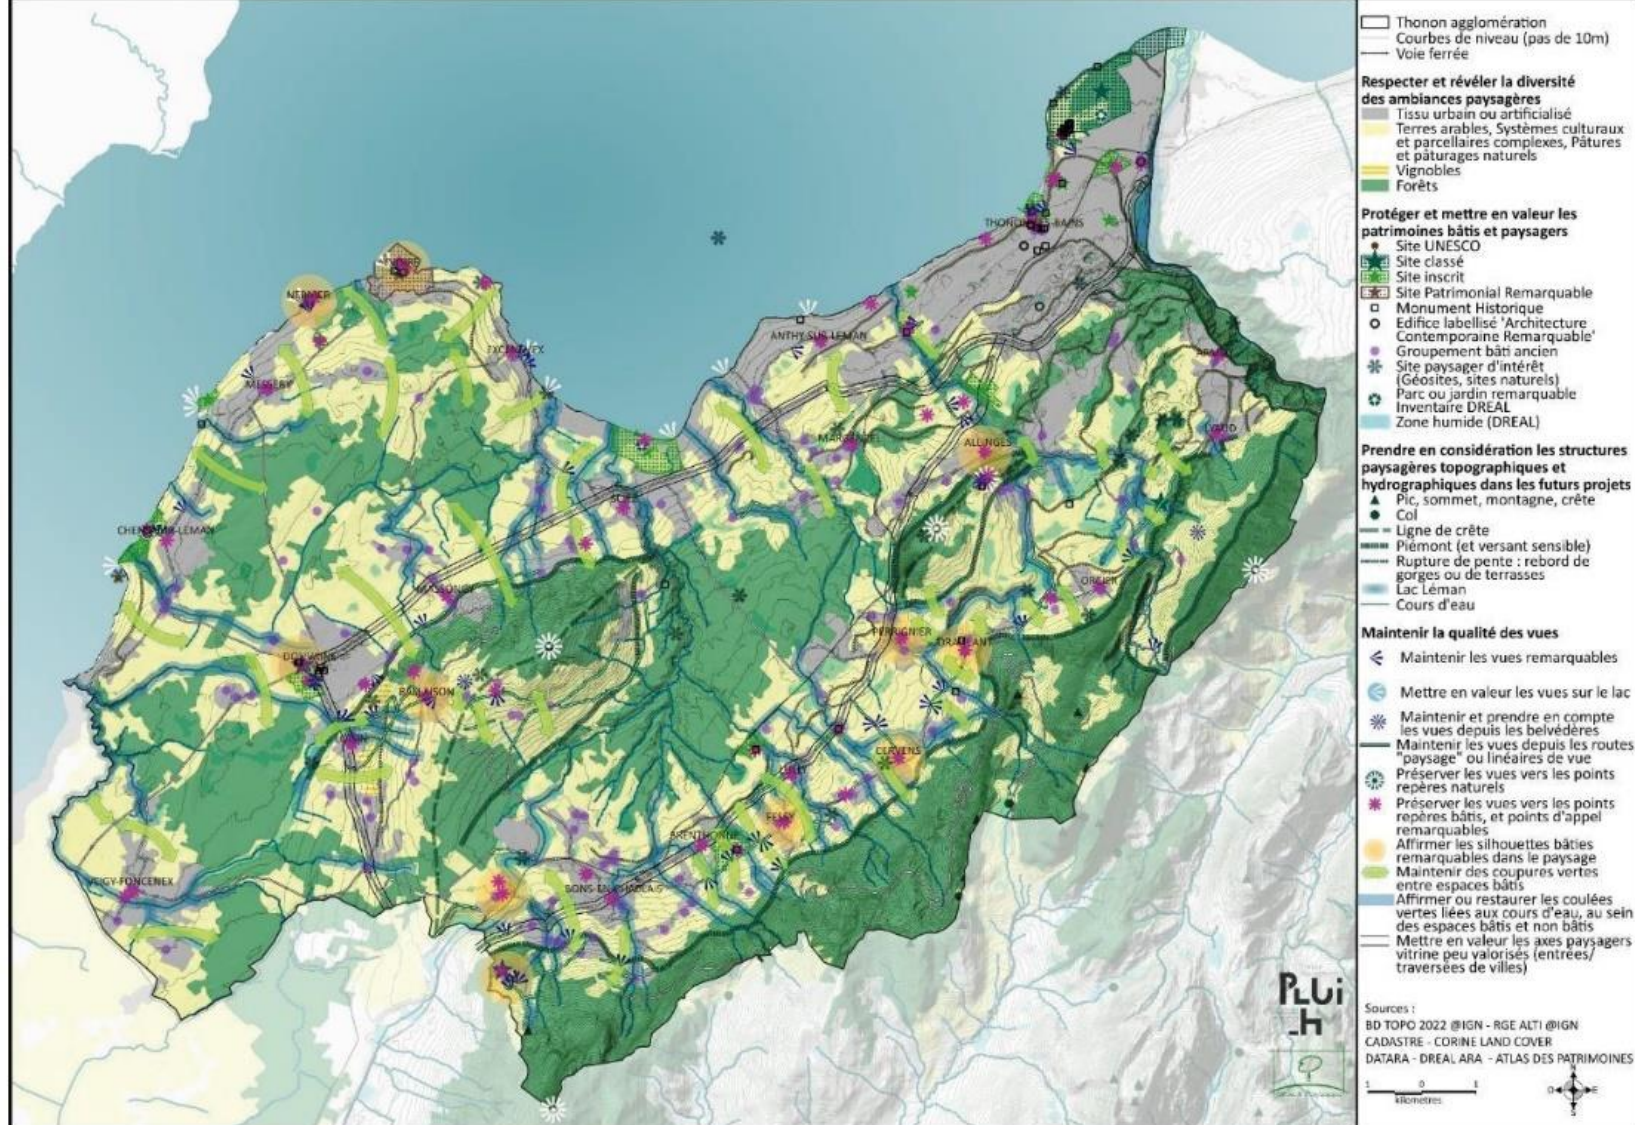 Thonon agglomération
Courbes de niveau (pas de 10m)
Voie ferrée
Respecter et révéler la diversité
des ambiances paysagères
Tissu urbain ou artificialisé
Terres arables, Systèmes culturaux
et parcellaires complexes, Pâtures
et pâturages naturels
Vignobles
Forêts
Protéger et mettre en valeur les
patrimoines bâtis et paysagers
Site UNESCO
Site classé
Site inscrit
Site Patrimonial Remarquable
Monument Historique
Edifice labellisé 'Architecture
Contemporaine Remarquable'
Groupement bâti ancien
Site paysager d'intérêt
(Géosites, sites naturels)
Parc ou jardin remarquable
Inventaire DREAL
Zone humide (DREAL)
Prendre en considération les structures
paysagères topographiques et
hydrographiques dans les futurs projets
Pic, sommet, montagne, crête
Col
Ligne de crête
Piémont (et versant sensible)
Rupture de pente : rebord de
gorges ou de terrasses
Lac Léman
Cours d'eau
Maintenir la qualité des vues
Maintenir les vues remarquables
Mettre en valeur les vues sur le lac
Maintenir et prendre en compte
les vues depuis les belvédères
Maintenir les vues depuis les routes
"paysage" ou linéaires de vue
Préserver les vues vers les points
repères naturels
Préserver les vues vers les points
repères bâtis, et points d'appel
remarquables
Affirmer les silhouettes bâties
remarquables dans le paysage
Maintenir des coupures vertes
entre espaces bâtis
Affirmer ou restaurer les coulées
vertes liées aux cours d'eau, au sein
des espaces bâtis et non bâtis
Mettre en valeur les axes paysagers
vitrine peu valorisés (entrées/
traversées de villes)
Sources :
BD TOPO 2022 @IGN - RGE ALTI @IGN
CADASTRE - CORINE LAND COVER
DATARA - DREAL ARA - ATLAS DES PATRIMOINES
1 0 1
kilometres
N
O E
S
PLUi
-H
NERNIER
MESSERY
ANTHY-SUR-LEMAN
ALLINGES
LYAUD
ORCIER
PERRIGNIER
DRAILLANT
CERVENS
FESSY
BRENTHONNE
BONS-EN-CHABLAIS
BALLAISON
MASSONGY
VEIGY-FONCENEX